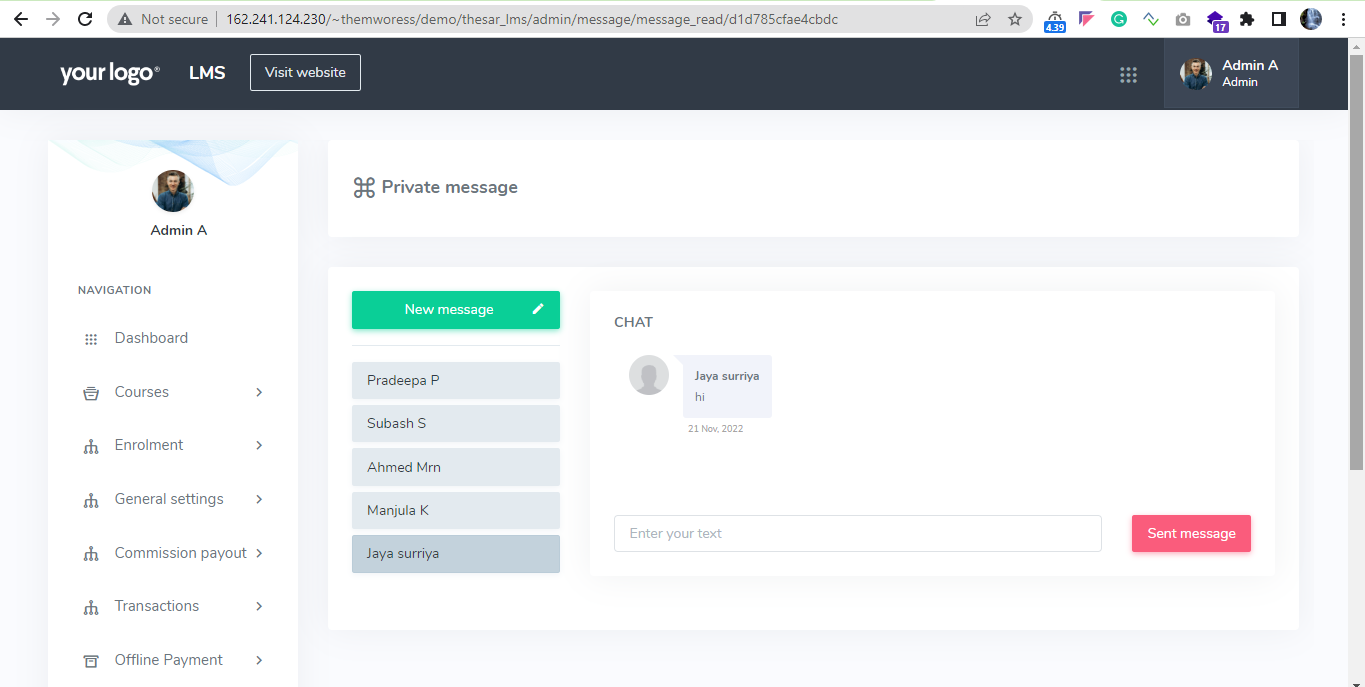 Not secure
162.241.124.230/~themworess/demo/thesar_lms/admin/message/message_read/d1d785cfae4cbdc
4.39
17
your logo®
LMS
Visit website
Admin A
Admin
Admin A
NAVIGATION
Dashboard
Courses
Enrolment
General settings
Commission payout
Transactions
Offline Payment
Private message
New message
Pradeepa P
Subash S
Ahmed Mrn
Manjula K
Jaya surriya
CHAT
Jaya surriya
hi
21 Nov, 2022
Enter your text
Sent message